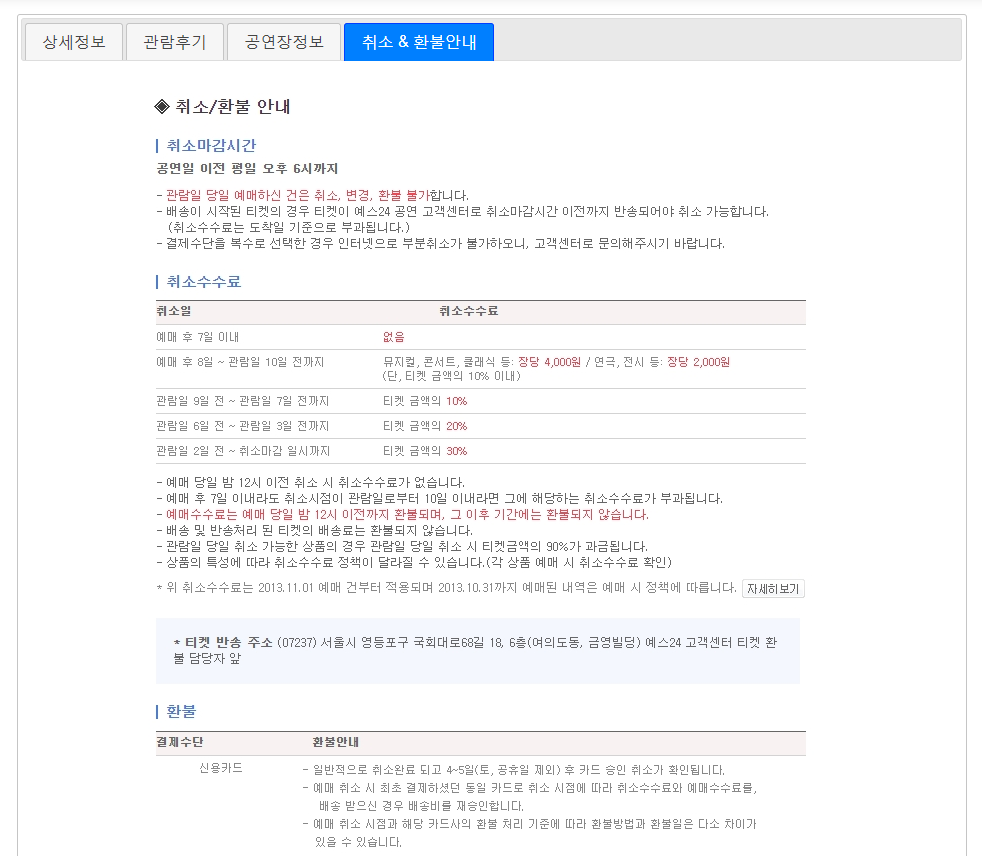 상세정보
관람후기
공연장정보
취소 & 환불안내
◈ 취소/환불 안내
취소마감시간
공연일 이전 평일 오후 6시까지
- 관람일 당일 예매하신 건은 취소, 변경, 환불 불가합니다.
- 배송이 시작된 티켓의 경우 티켓이 예스24 공연 고객센터로 취소마감시간 이전까지 반송되어야 취소 가능합니다.
(취소수수료는 도착일 기준으로 부과됩니다.)
- 결제수단을 복수로 선택한 경우 인터넷으로 부분취소가 불가하오니, 고객센터로 문의해주시기 바랍니다.
취소수수료
취소일 취소수수료
예매 후 7일 이내 없음
예매 후 8일 ~ 관람일 10일 전까지 뮤지컬, 콘서트, 클래식 등: 장당 4,000원 / 연극, 전시 등: 장당 2,000원
(단, 티켓 금액의 10% 이내)
관람일 9일 전 ~ 관람일 7일 전까지 티켓 금액의 10%
관람일 6일 전 ~ 관람일 3일 전까지 티켓 금액의 20%
관람일 2일 전 ~ 취소마감 일시까지 티켓 금액의 30%
- 예매 당일 밤 12시 이전 취소 시 취소수수료가 없습니다.
- 예매 후 7일 이내라도 취소시점이 관람일로부터 10일 이내라면 그에 해당하는 취소수수료가 부과됩니다.
- 예매수수료는 예매 당일 밤 12시 이전까지 환불되며, 그 이후 기간에는 환불되지 않습니다.
- 배송 및 반송처리 된 티켓의 배송료는 환불되지 않습니다.
- 관람일 당일 취소 가능한 상품의 경우 관람일 당일 취소 시 티켓금액의 90%가 과금됩니다.
- 상품의 특성에 따라 취소수수료 정책이 달라질 수 있습니다.(각 상품 예매 시 취소수수료 확인)
* 위 취소수수료는 2013.11.01 예매 건부터 적용되며 2013.10.31까지 예매된 내역은 예매 시 정책에 따릅니다. 자세히보기
* 티켓 반송 주소 (07237) 서울시 영등포구 국회대로68길 18, 6층(여의도동, 금영빌딩) 예스24 고객센터 티켓 환
불 담당자 앞
환불
결제수단 환불안내
신용카드 - 일반적으로 취소완료 되고 4~5일(토, 공휴일 제외) 후 카드 승인 취소가 확인됩니다.
- 예매 취소 시 최초 결제하셨던 동일 카드로 취소 시점에 따라 취소수수료와 예매수수료를,
배송 받으신 경우 배송비를 재승인합니다.
- 예매 취소 시점과 해당 카드사의 환불 처리 기준에 따라 환불방법과 환불일은 다소 차이가
있을 수 있습니다.